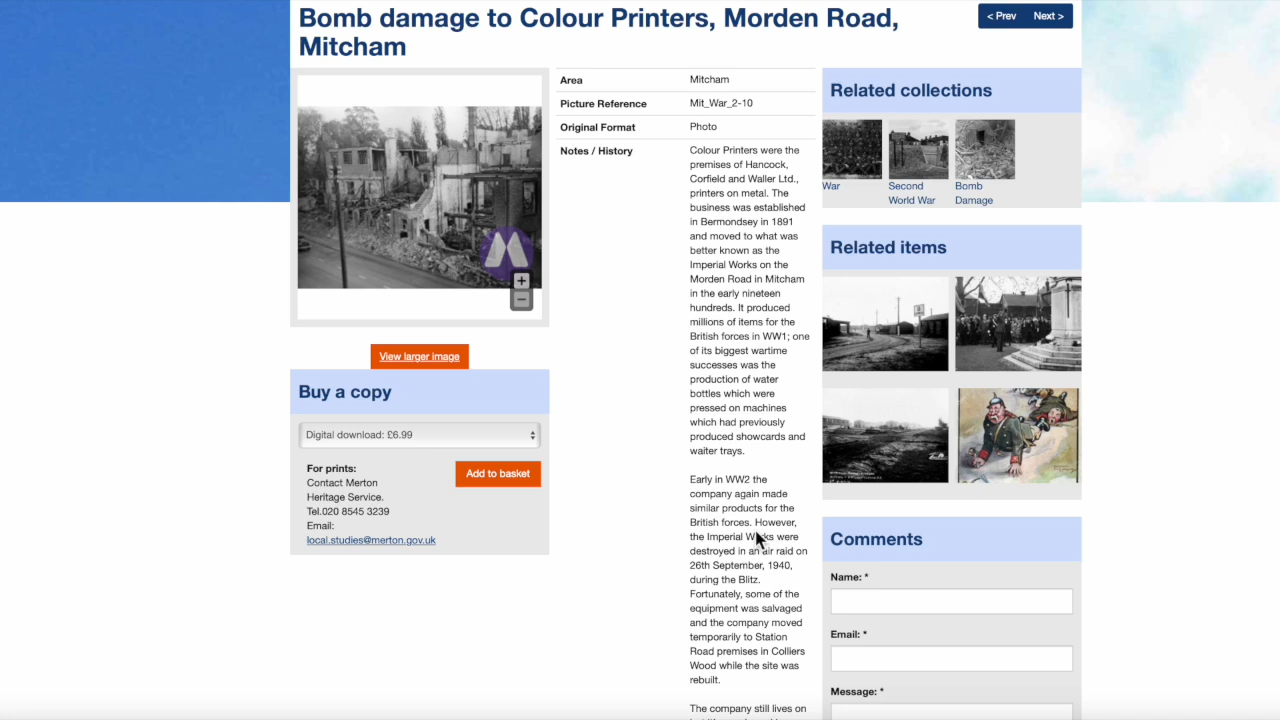 Bomb damage to Colour Printers, Morden Road,
Mitcham
< Prev
Next >
Area
Mitcham
Picture Reference
Mit_War_2-10
Original Format
Photo
Notes / History
Colour Printers were the
premises of Hancock,
Corfield and Waller Ltd.,
printers on metal. The
business was established
in Bermondsey in 1891
and moved to what was
better known as the
Imperial Works on the
Morden Road in Mitcham
in the early nineteen
hundreds. It produced
millions of items for the
British forces in WW1; one
of its biggest wartime
successes was the
production of water
bottles which were
pressed on machines
which had previously
produced showcards and
waiter trays.
Early in WW2 the
company again made
similar products for the
British forces. However,
the Imperial Works were
destroyed in an air raid on
26th September, 1940,
during the Blitz.
Fortunately, some of the
equipment was salvaged
and the company moved
temporarily to Station
Road premises in Colliers
Wood while the site was
rebuilt.
The company still lives on
View larger image
Buy a copy
Digital download: £6.99
For prints:
Contact Merton
Heritage Service.
Tel.020 8545 3239
Email:
local.studies@merton.gov.uk
Add to basket
Related collections
War
Second
World War
Bomb
Damage
Related items
Comments
Name: *
Email: *
Message: *